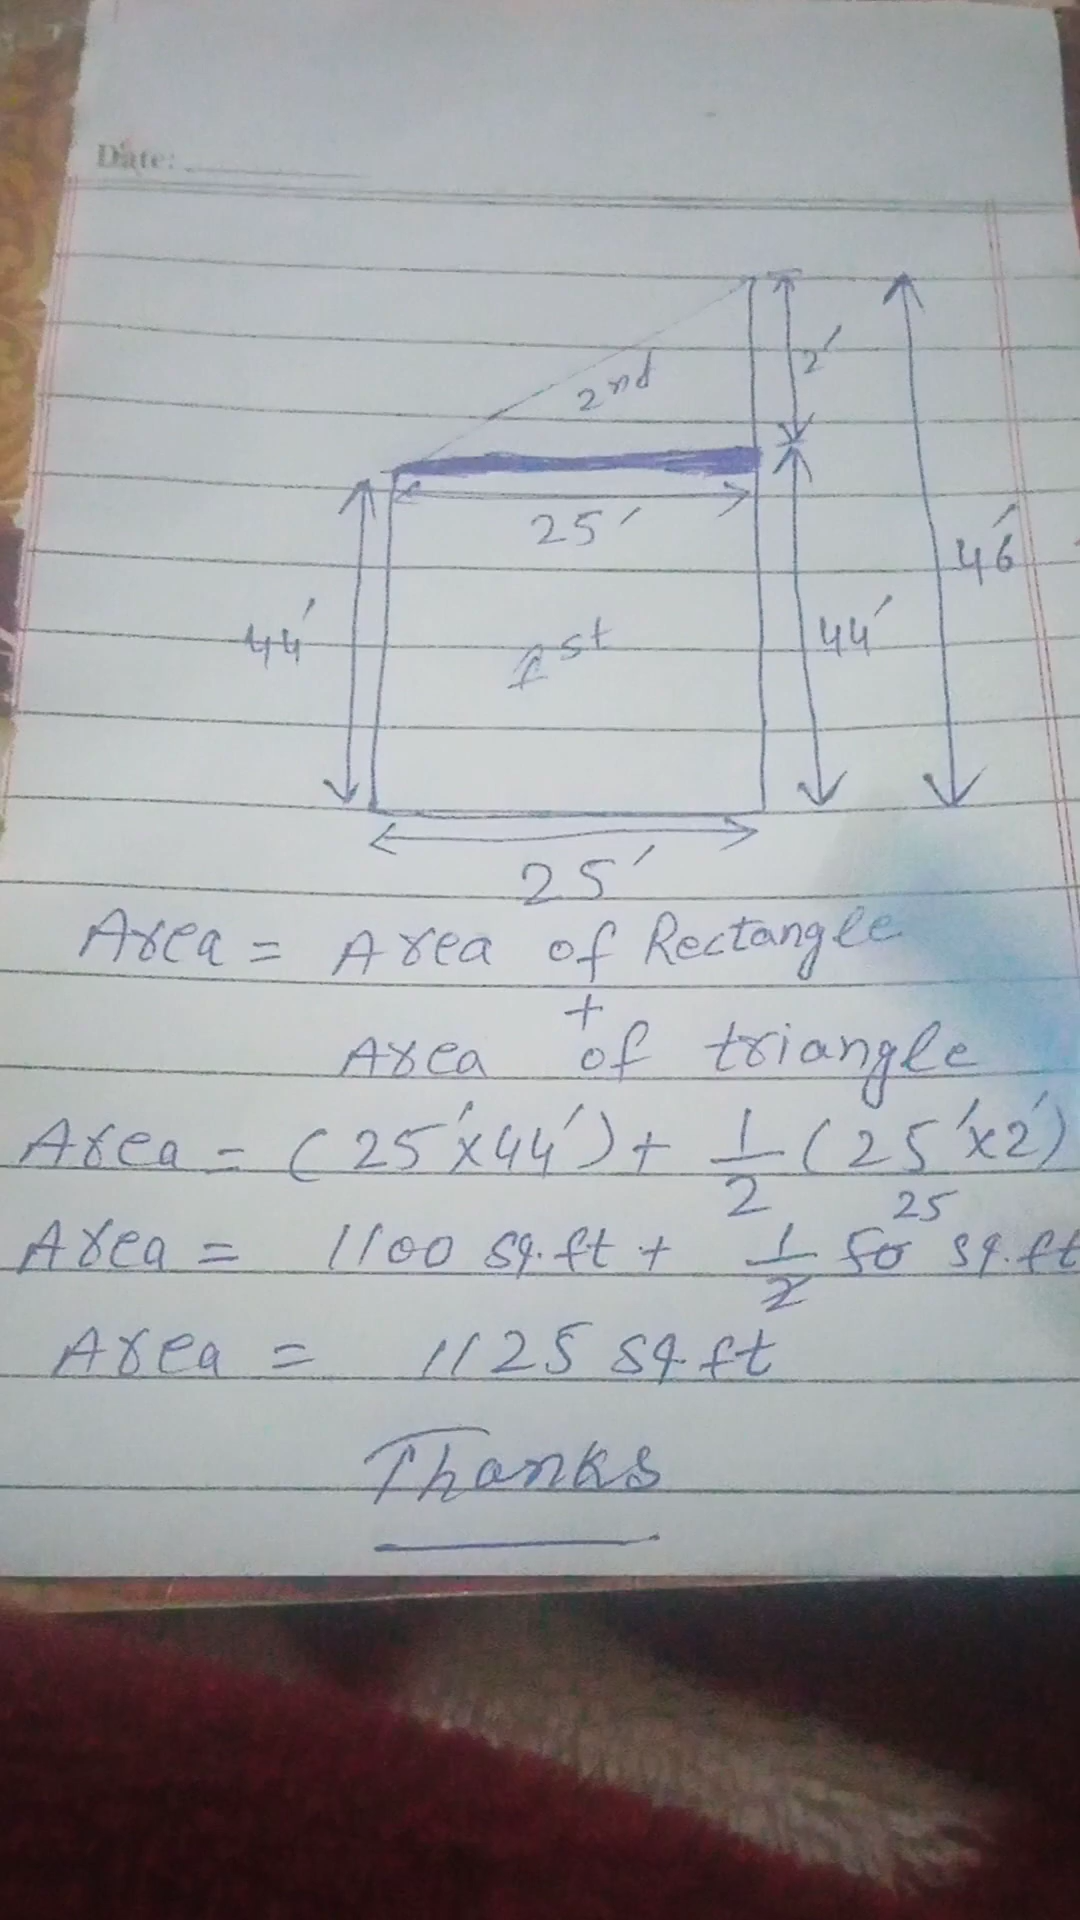 Date:
2'
2nd
25'
46'
44'
1st
44'
25'
Area = Area of Rectangle
+
Area of triangle
Area = (25'x44') + 1/2 (25'x2')
25
Area = 1100 sq.ft + 1/2 50 sq.ft
Area = 1125 sq ft
Thanks